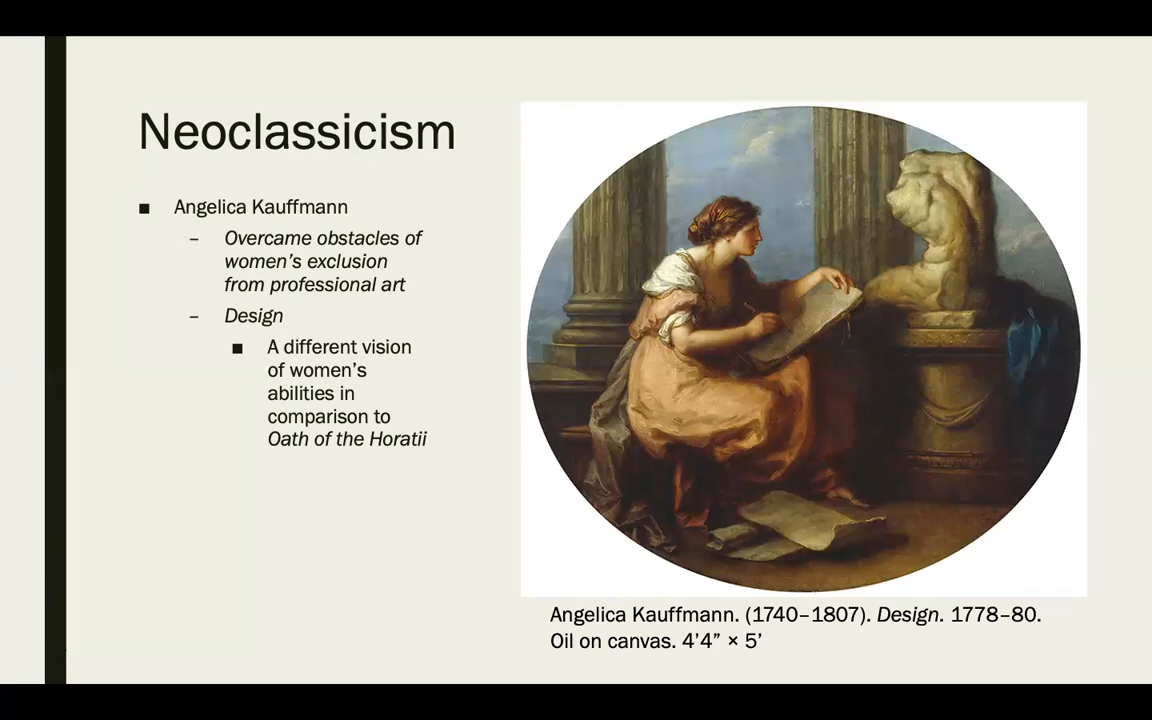 Neoclassicism
■ Angelica Kauffmann
– Overcame obstacles of
women’s exclusion
from professional art
– Design
■ A different vision
of women’s
abilities in
comparison to
Oath of the Horatii
Angelica Kauffmann. (1740–1807). Design. 1778–80.
Oil on canvas. 4’4” × 5’